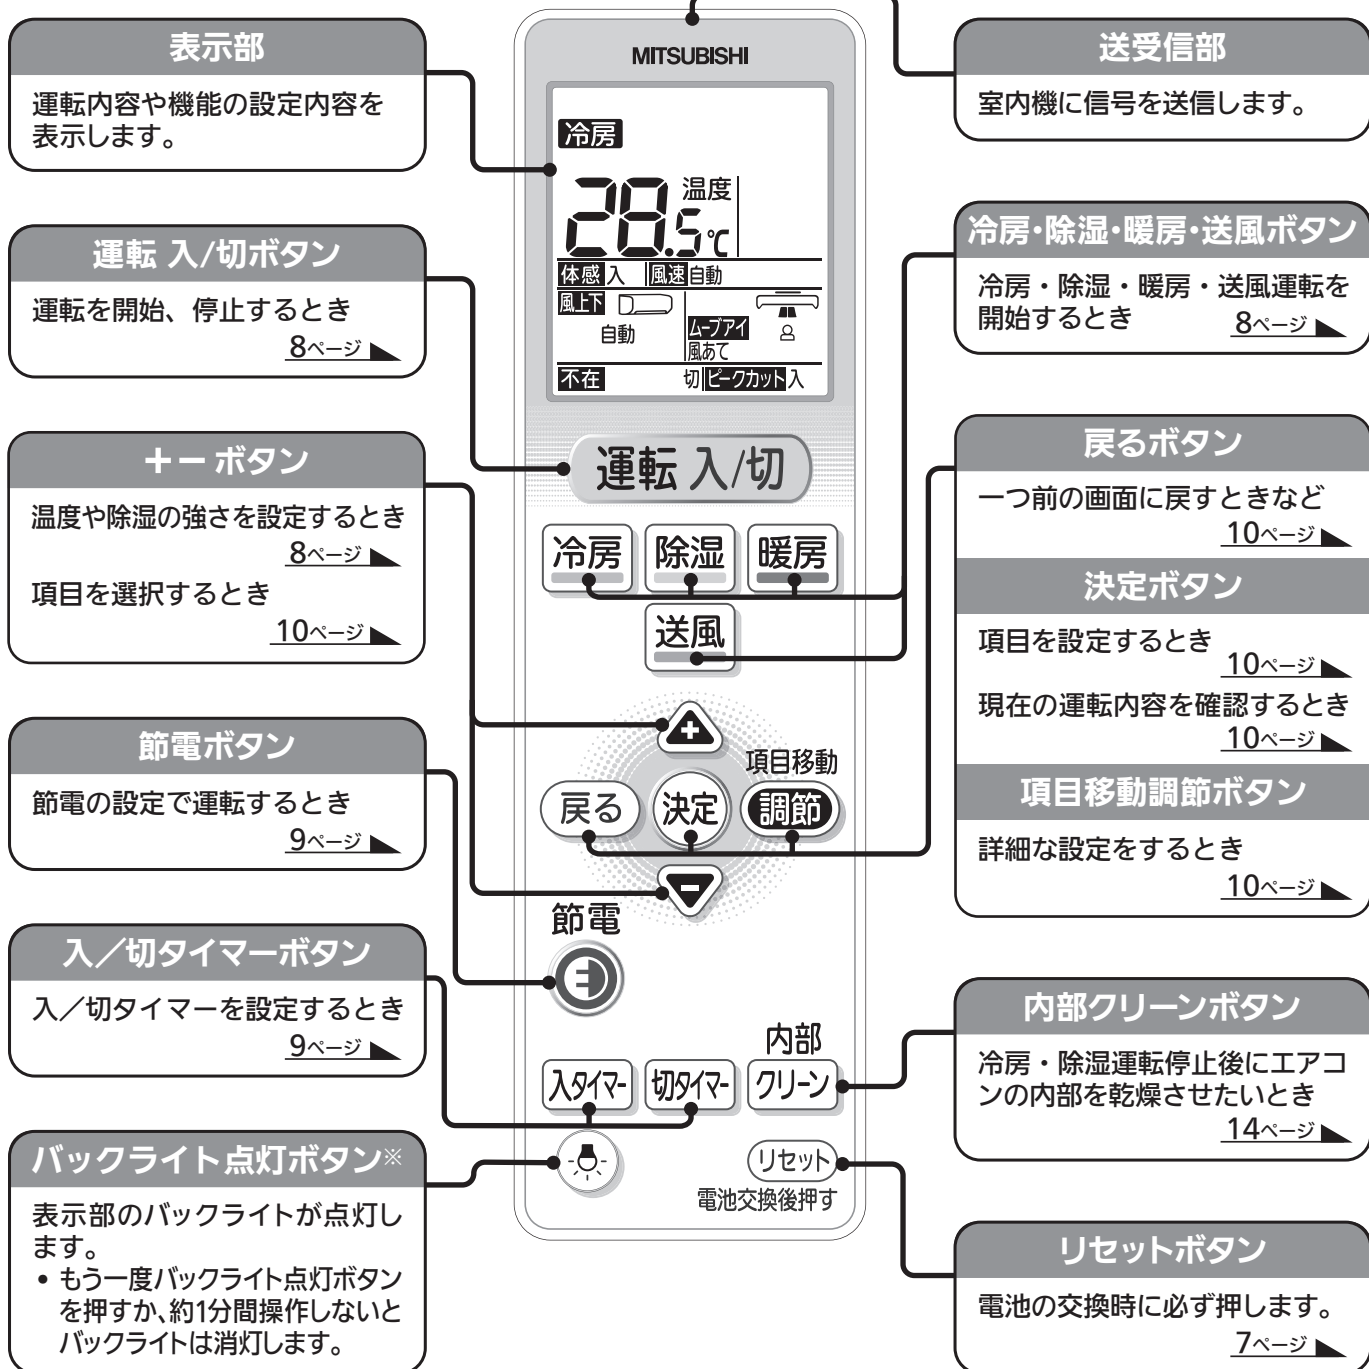 表示部
運転内容や機能の設定内容を
表示します。
運転 入/切ボタン
運転を開始、停止するとき
8ページ
＋－ ボタン
温度や除湿の強さを設定するとき
8ページ
項目を選択するとき
10ページ
節電ボタン
節電の設定で運転するとき
9ページ
入／切タイマーボタン
入／切タイマーを設定するとき
9ページ
バックライト点灯ボタン※
表示部のバックライトが点灯し
ます。
• もう一度バックライト点灯ボタン
を押すか、約1分間操作しないと
バックライトは消灯します。
MITSUBISHI
冷房
28.5℃ 温度
体感 入 風速 自動
風上下
自動
ムーブアイ
風あて
不在 切 ピークカット 入
運転 入/切
冷房 除湿 暖房
送風
+
項目移動
戻る 決定 調節
-
節電
内部
入タイマー 切タイマー クリーン
リセット
電池交換後押す
送受信部
室内機に信号を送信します。
冷房・除湿・暖房・送風ボタン
冷房・除湿・暖房・送風運転を
開始するとき 8ページ
戻るボタン
一つ前の画面に戻すときなど
10ページ
決定ボタン
項目を設定するとき
10ページ
現在の運転内容を確認するとき
10ページ
項目移動調節ボタン
詳細な設定をするとき
10ページ
内部クリーンボタン
冷房・除湿運転停止後にエアコ
ンの内部を乾燥させたいとき
14ページ
リセットボタン
電池の交換時に必ず押します。
7ページ